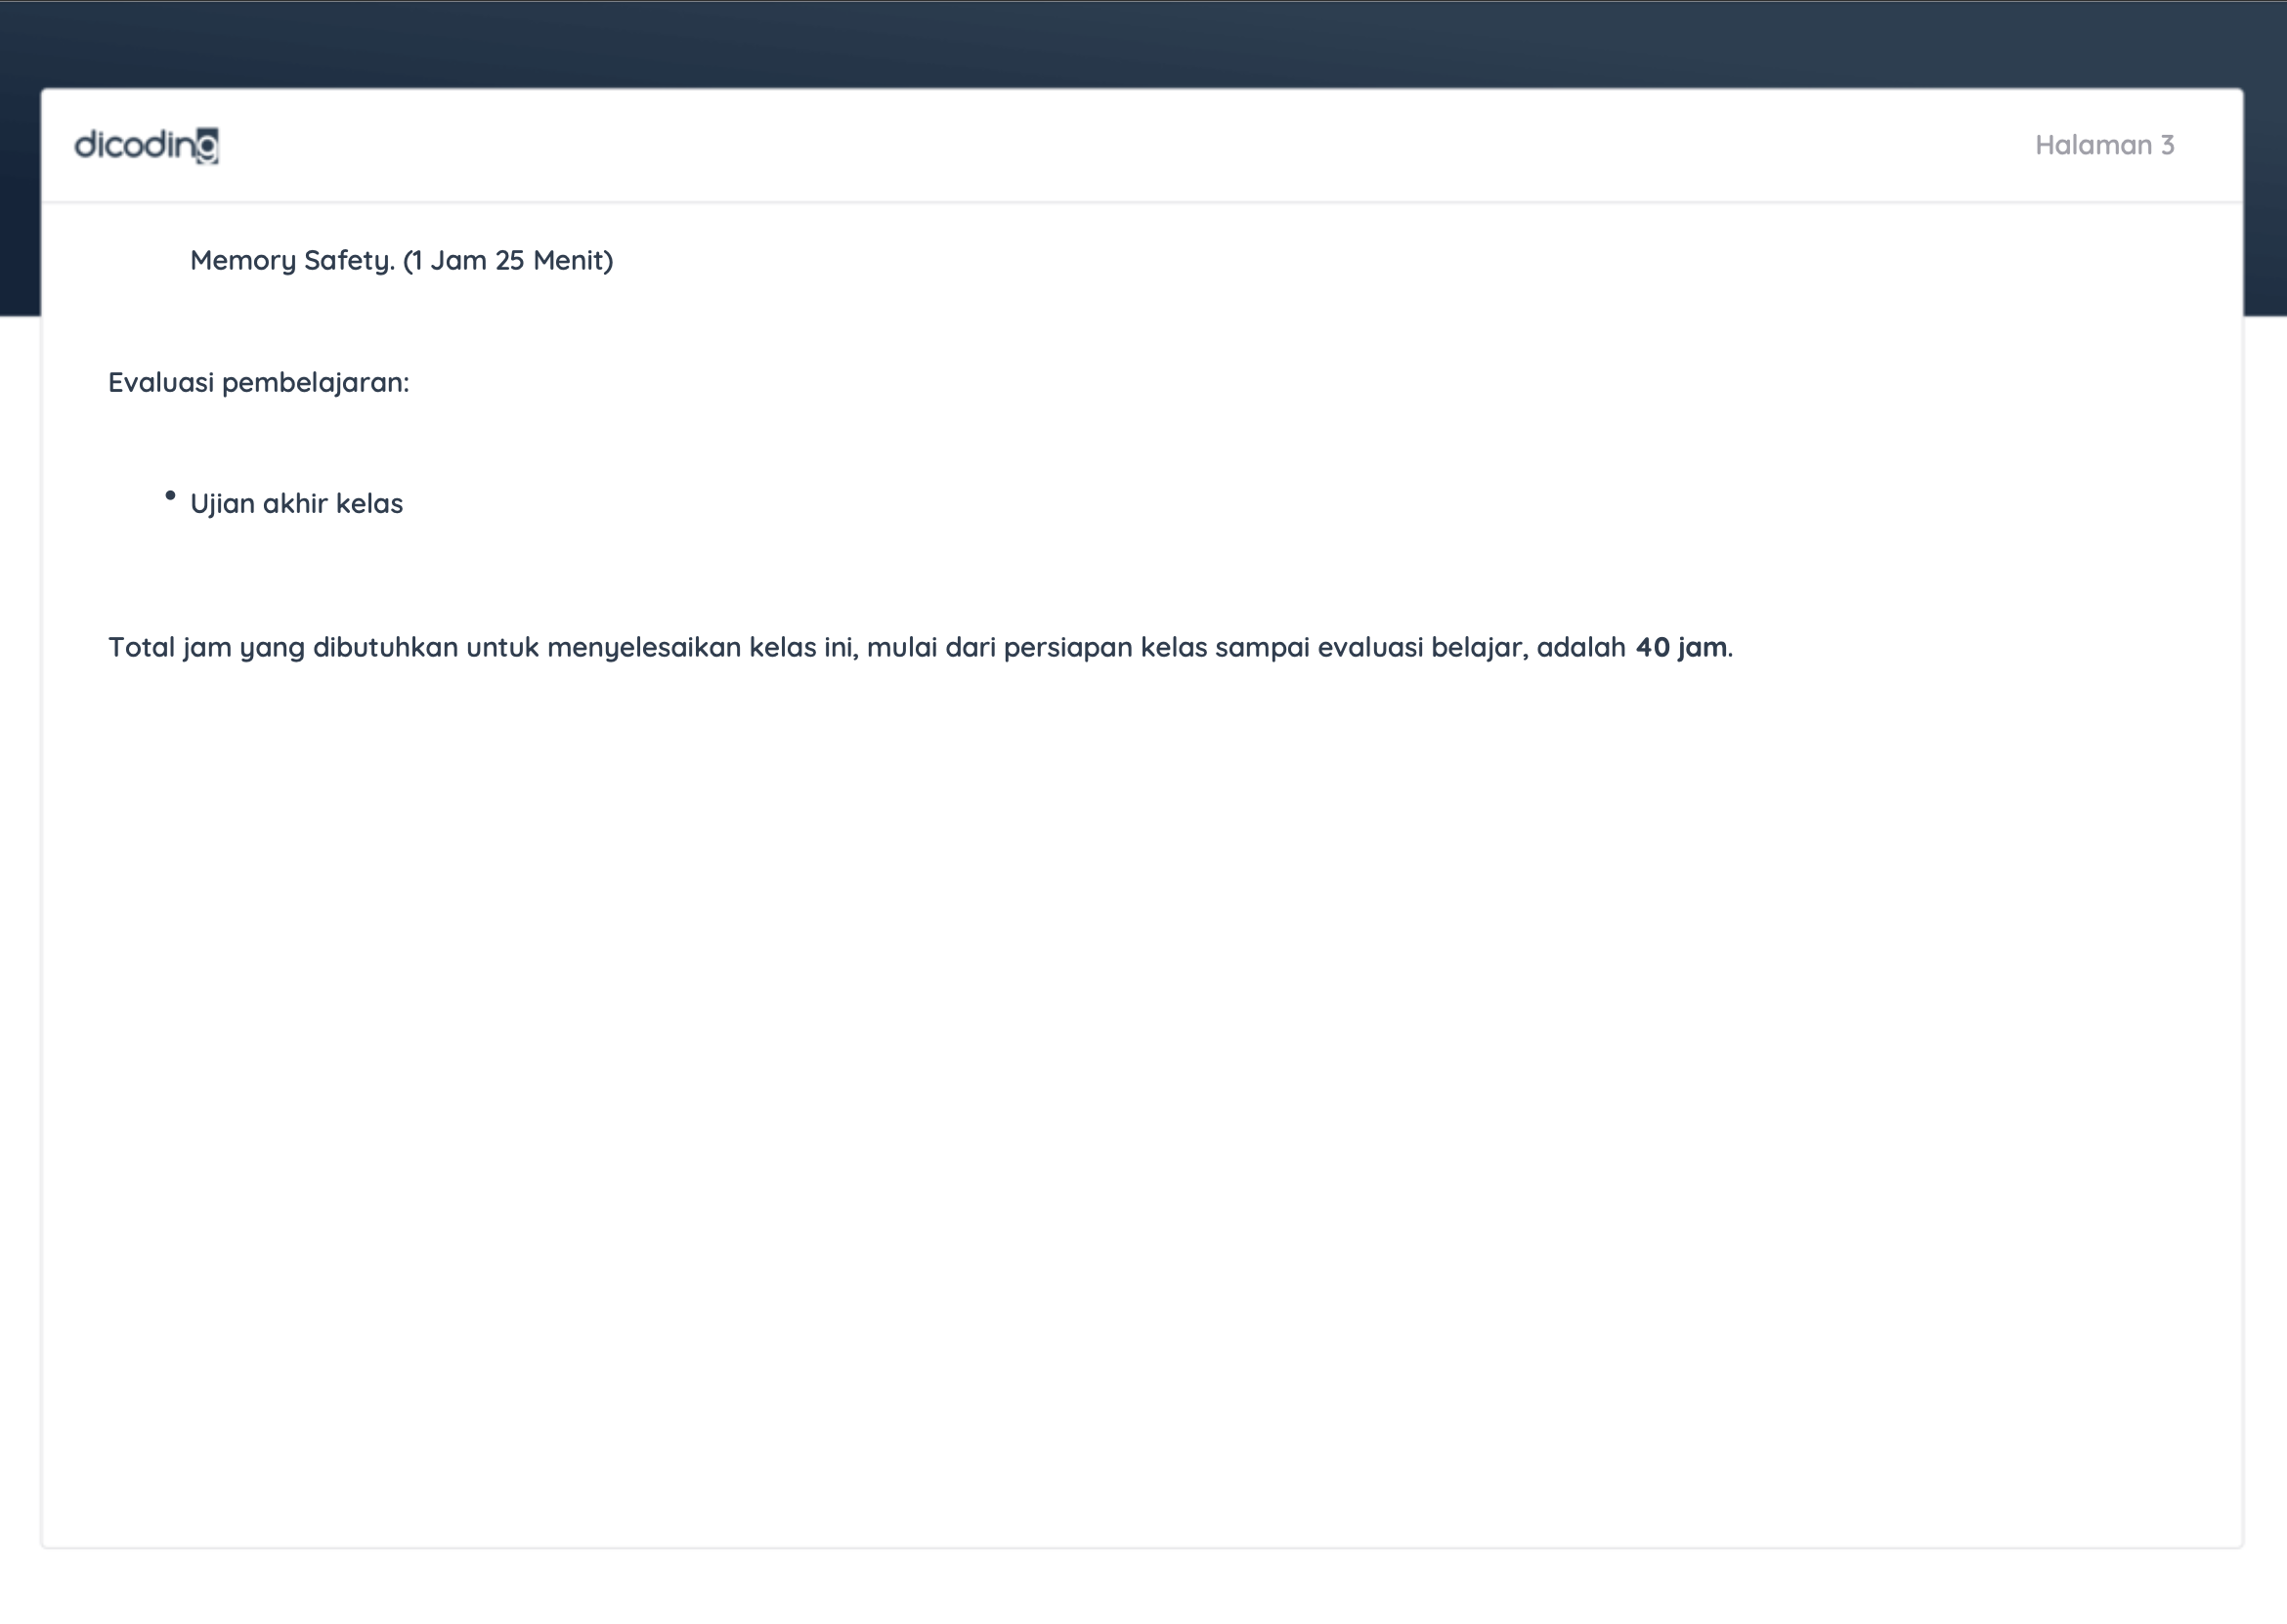 dicoding
Halaman 3
Memory Safety. (1 Jam 25 Menit)
Evaluasi pembelajaran:
• Ujian akhir kelas
Total jam yang dibutuhkan untuk menyelesaikan kelas ini, mulai dari persiapan kelas sampai evaluasi belajar, adalah 40 jam.